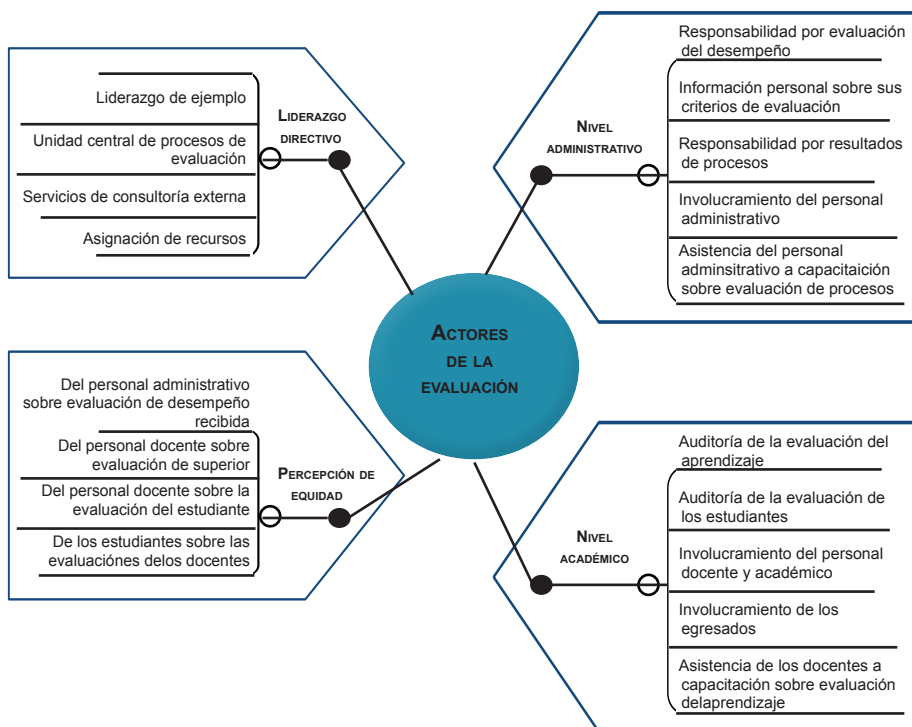 Liderazgo de ejemplo
Unidad central de procesos de
evaluación
Servicios de consultoría externa
Asignación de recursos
LIDERAZGO
DIRECTIVO
Responsabilidad por evaluación
del desempeño
Información personal sobre sus
criterios de evaluación
Responsabilidad por resultados
de procesos
Involucramiento del personal
administrativo
Asistencia del personal
adminsitrativo a capacitaición
sobre evaluación de procesos
NIVEL
ADMINISTRATIVO
ACTORES
DE LA
EVALUACIÓN
Del personal administrativo
sobre evaluación de desempeño
recibida
Del personal docente sobre
evaluación de superior
Del personal docente sobre la
evaluación del estudiante
De los estudiantes sobre las
evaluaciónes delos docentes
PERCEPCIÓN DE
EQUIDAD
Auditoría de la evaluación del
aprendizaje
Auditoría de la evaluación de
los estudiantes
Involucramiento del personal
docente y académico
Involucramiento de los
egresados
Asistencia de los docentes a
capacitación sobre evaluación
delaprendizaje
NIVEL
ACADÉMICO